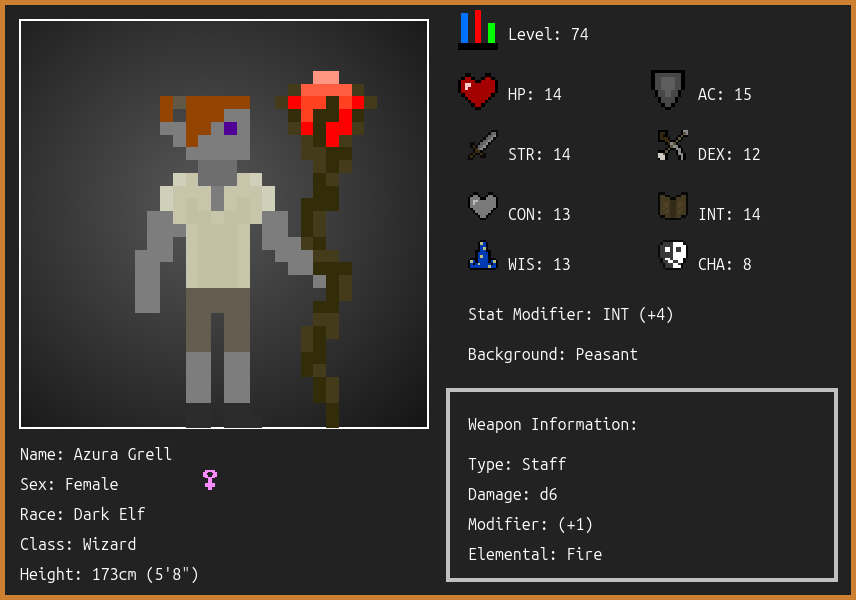 Level: 74
HP: 14
AC: 15
STR: 14
DEX: 12
CON: 13
INT: 14
WIS: 13
CHA: 8
Stat Modifier: INT (+4)
Background: Peasant
Weapon Information:
Type: Staff
Damage: d6
Modifier: (+1)
Elemental: Fire
Name: Azura Grell
Sex: Female
Race: Dark Elf
Class: Wizard
Height: 173cm (5'8")